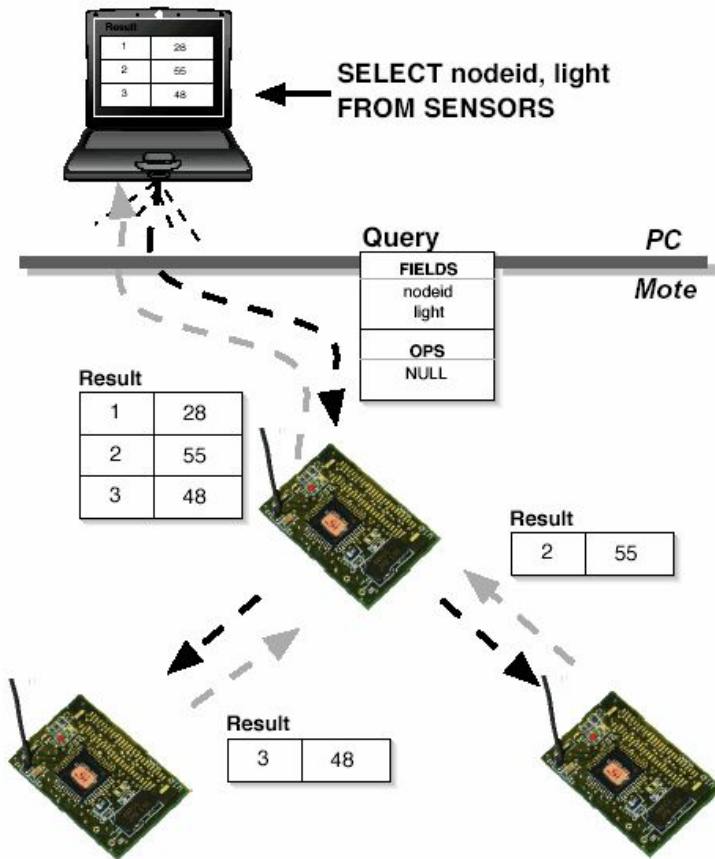 Result
1 28
2 55
3 48
SELECT nodeid, light
FROM SENSORS
Query
PC
FIELDS
nodeid
light
Mote
OPS
NULL
Result
1 28
2 55
3 48
Result
2 55
Result
3 48